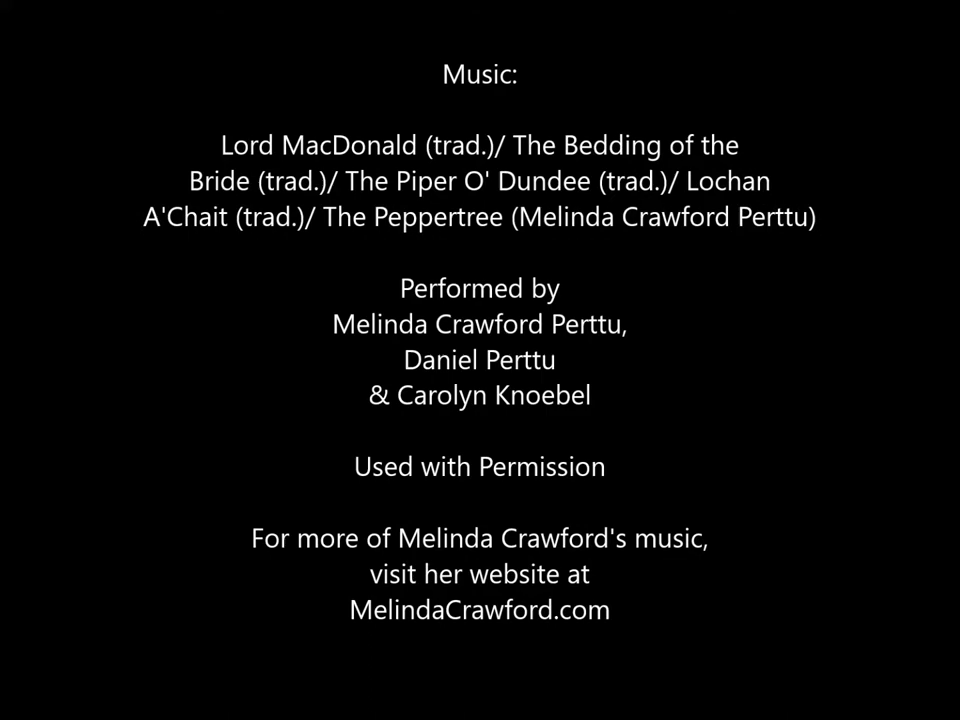 Music:
Lord MacDonald (trad.)/ The Bedding of the
Bride (trad.)/ The Piper O' Dundee (trad.)/ Lochan
A'Chait (trad.)/ The Peppertree (Melinda Crawford Perttu)
Performed by
Melinda Crawford Perttu,
Daniel Perttu
& Carolyn Knoebel
Used with Permission
For more of Melinda Crawford's music,
visit her website at
MelindaCrawford.com